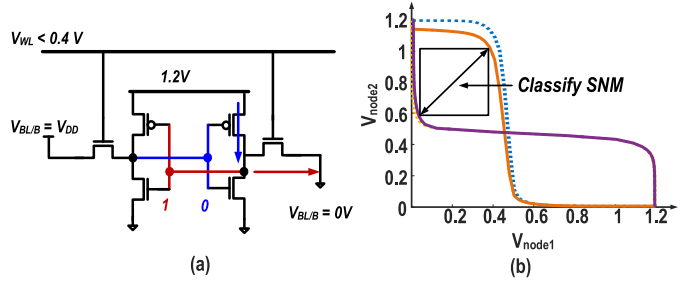 V_WL < 0.4 V
1.2V
V_BL/B = V_DD
1
0
V_BL/B = 0V
(a)
(b)
V_node2
1.2
1
0.8
0.6
0.4
0.2
0
Classify SNM
0.2
0.4
0.6
0.8
1
1.2
V_node1